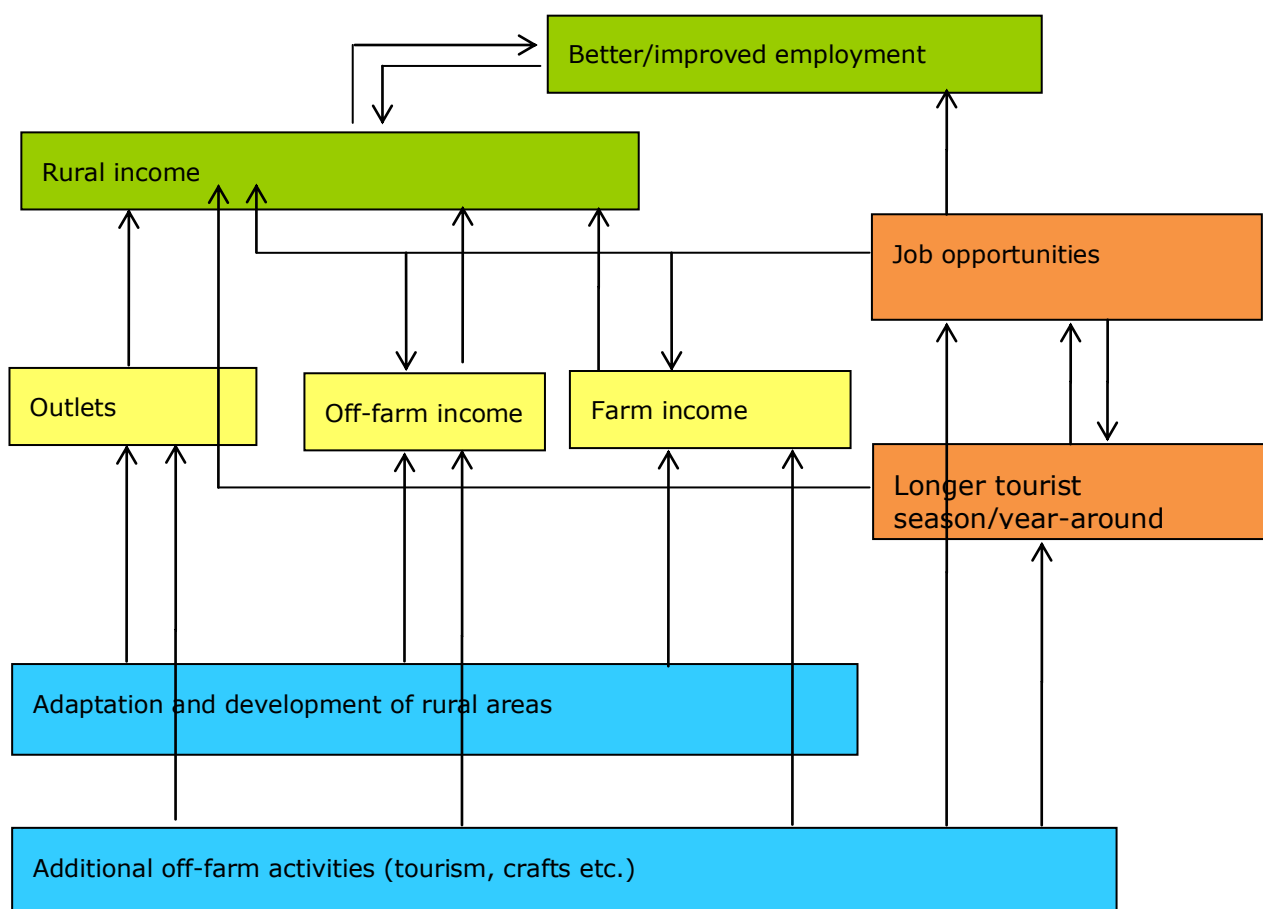 Better/improved employment
Rural income
Job opportunities
Outlets
Off-farm income
Farm income
Longer tourist
season/year-around
Adaptation and development of rural areas
Additional off-farm activities (tourism, crafts etc.)